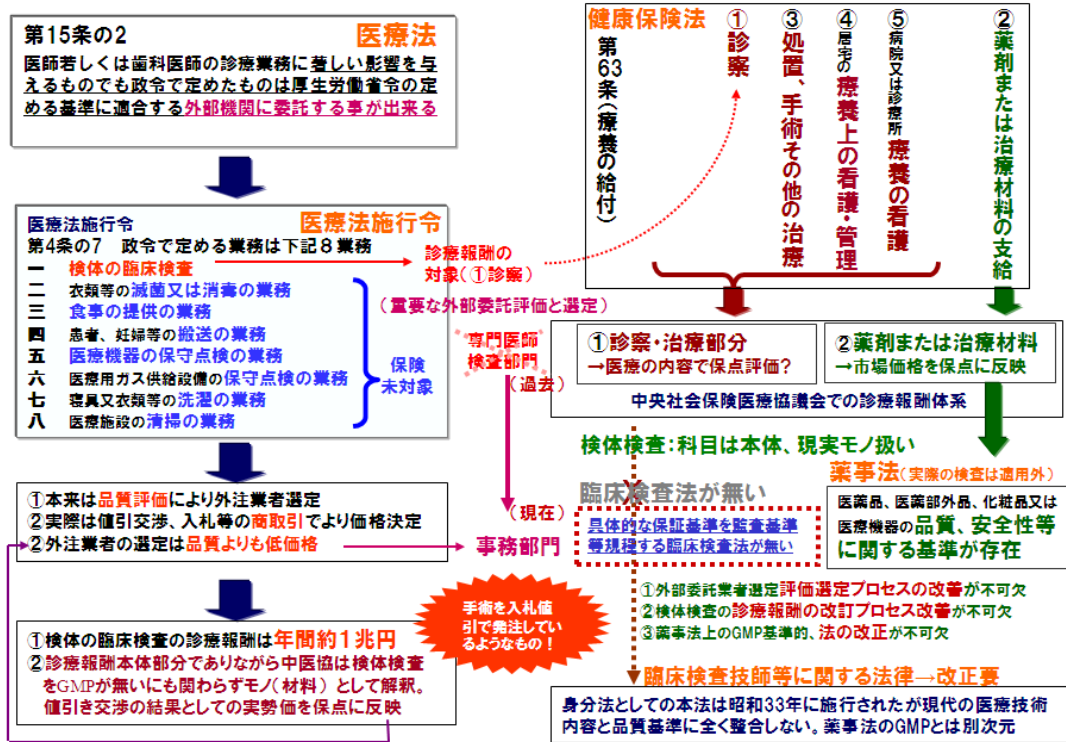 第15条の2
医療法
医師若しくは歯科医師の診療業務に著しい影響を与
えるものでも政令で定めたものは厚生労働省令の定
める基準に適合する外部機関に委託する事が出来る
医療法施行令
医療法施行令
第4条の7　政令で定める業務は下記8業務
一　検体の臨床検査
二　衣類等の滅菌又は消毒の業務
三　食事の提供の業務
四　患者、妊婦等の搬送の業務
五　医療機器の保守点検の業務
六　医療用ガス供給設備の保守点検の業務
七　寝具又衣類等の洗濯の業務
八　医療施設の清掃の業務
保険
未対象
診療報酬の
対象(①診察)
(重要な外部委託評価と選定)
専門医師
検査部門
(過去)
(現在)
事務部門
①本来は品質評価により外注業者選定
②実際は値引交渉、入札等の商取引でより価格決定
②外注業者の選定は品質よりも低価格
①検体の臨床検査の診療報酬は年間約1兆円
②診療報酬本体部分でありながら中医協は検体検査
をGMPが無いにも関わらずモノ(材料)として解釈。
値引き交渉の結果としての実勢価を保点に反映
手術を入札値
引で発注してい
るようなもの！
健康保険法
第63条(療養の給付)
①診察
③処置、手術その他の治療
④居宅の療養上の看護・管理
⑤病院又は診療所療養の看護
②薬剤または治療材料の支給
①診察・治療部分
→医療の内容で保点評価?
②薬剤または治療材料
→市場価格を保点に反映
中央社会保険医療協議会での診療報酬体系
検体検査：科目は本体、現実モノ扱い
臨床検査法が無い
X
具体的な保証基準を監査基準
等規程する臨床検査法が無い
薬事法(実際の検査は適用外)
医薬品、医薬部外品、化粧品又は
医療機器の品質、安全性等
に関する基準が存在
①外部委託業者選定評価選定プロセスの改善が不可欠
②検体検査の診療報酬の改訂プロセス改善が不可欠
③薬事法上のGMP基準的、法の改正が不可欠
臨床検査技師等に関する法律→改正要
身分法としての本法は昭和33年に施行されたが現代の医療技術
内容と品質基準に全く整合しない。薬事法のGMPとは別次元